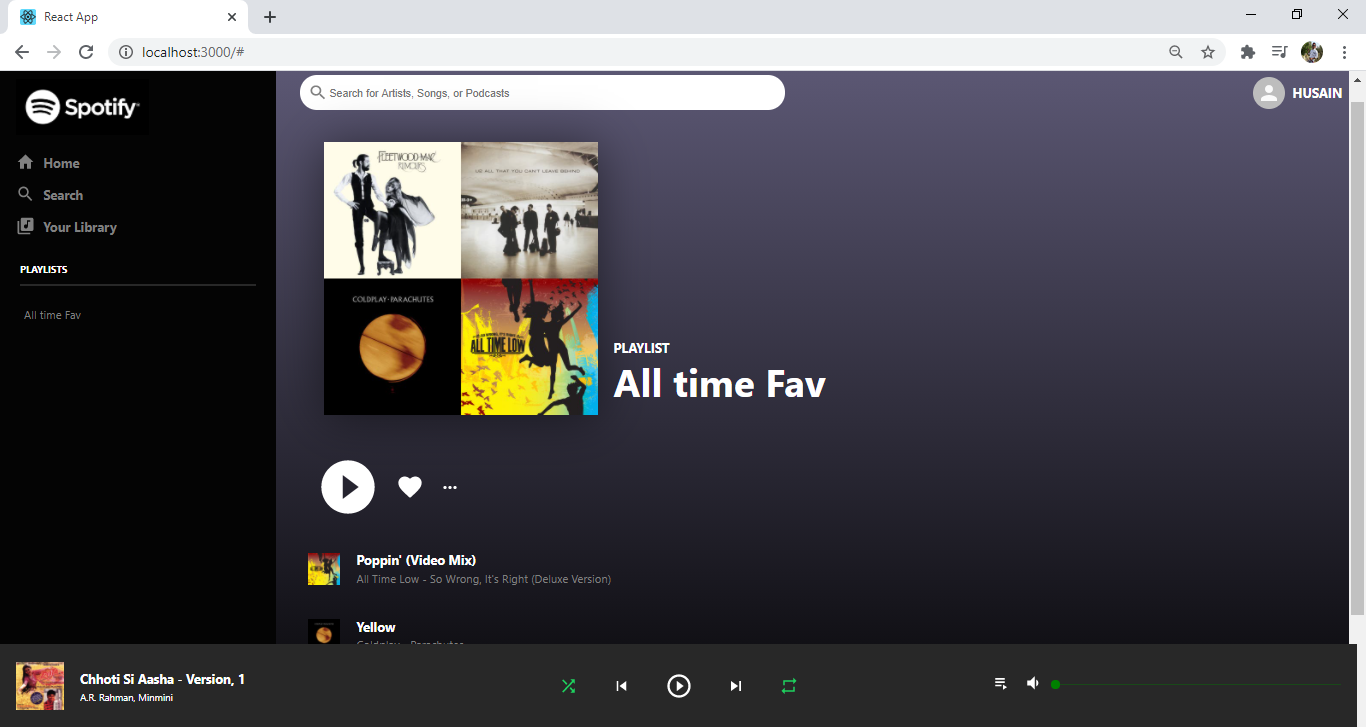 React App
localhost:3000/#
Spotify
Search for Artists, Songs, or Podcasts
HUSAIN
Home
Search
Your Library
PLAYLISTS
All time Fav
FLEETWOOD MAC
RUMOURS
U2 ALL THAT YOU CAN'T LEAVE BEHIND
COLDPLAY·PARACHUTES
ALL TIME LOW
PLAYLIST
All time Fav
Poppin' (Video Mix)
All Time Low - So Wrong, It's Right (Deluxe Version)
Yellow
Coldplay - Parachutes
Chhoti Si Aasha - Version, 1
A.R. Rahman, Minmini